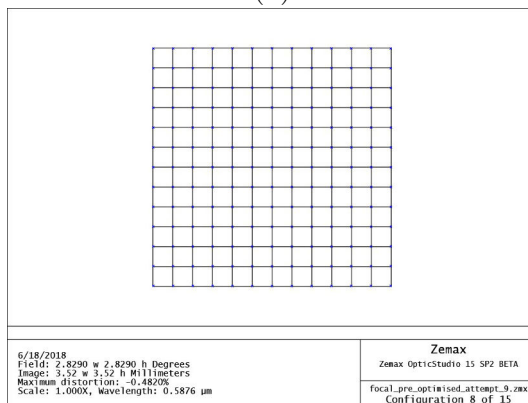 6/18/2018
Field: 2.8290 w 2.8290 h Degrees
Image: 3.52 w 3.52 h Millimeters
Maximum distortion: -0.4820%
Scale: 1.000X, Wavelength: 0.5876 µm
Zemax
Zemax OpticStudio 15 SP2 BETA
focal_pre_optimised_attempt_9.zmx
Configuration 8 of 15